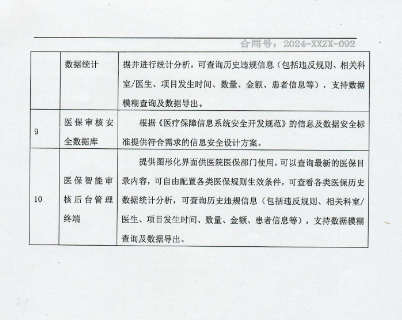 合同号：2024-XXZX-092
数据统计
据并进行统计分析，可查询历史违规信息（包括违反规则、相关科
室/医生、项目发生时间、数量、金额、患者信息等），支持数据
模糊查询及数据导出。
9
医保审核安
全数据库
根据《医疗保障信息系统安全开发规范》的信息及数据安全标
准提供符合需求的信息安全设计方案。
10
医保智能审
核后台管理
终端
提供图形化界面供医院医保部门使用，可以查询最新的医保目
录内容，可自由配置各类医保规则生效条件，可查看各类医保历史
数据统计分析，可查询历史违规信息（包括违反规则、相关科室/
医生、项目发生时间、数量、金额、患者信息等），支持数据模糊
查询及数据导出。